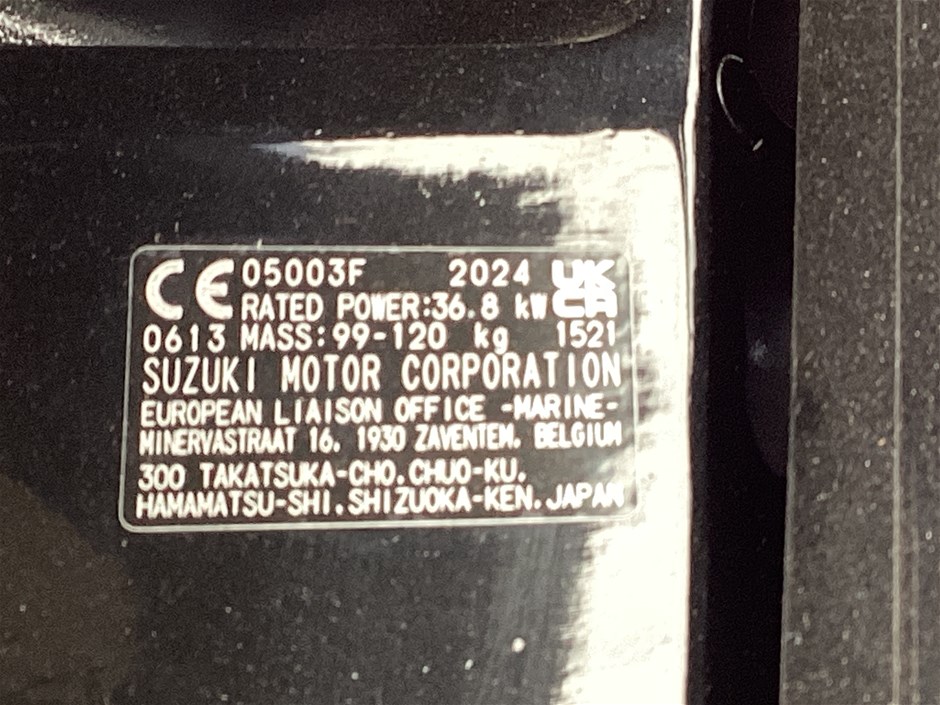 CE 05003F 2024 UK
RATED POWER:36.8 kW CA
0613 MASS:99-120 kg 1521
SUZUKI MOTOR CORPORATION
EUROPEAN LIAISON OFFICE -MARINE-
MINERVASTRAAT 16, 1930 ZAVENTEM, BELGIUM
300 TAKATSUKA-CHO,CHUO-KU,
HAMAMATSU-SHI,SHIZUOKA-KEN,JAPAN